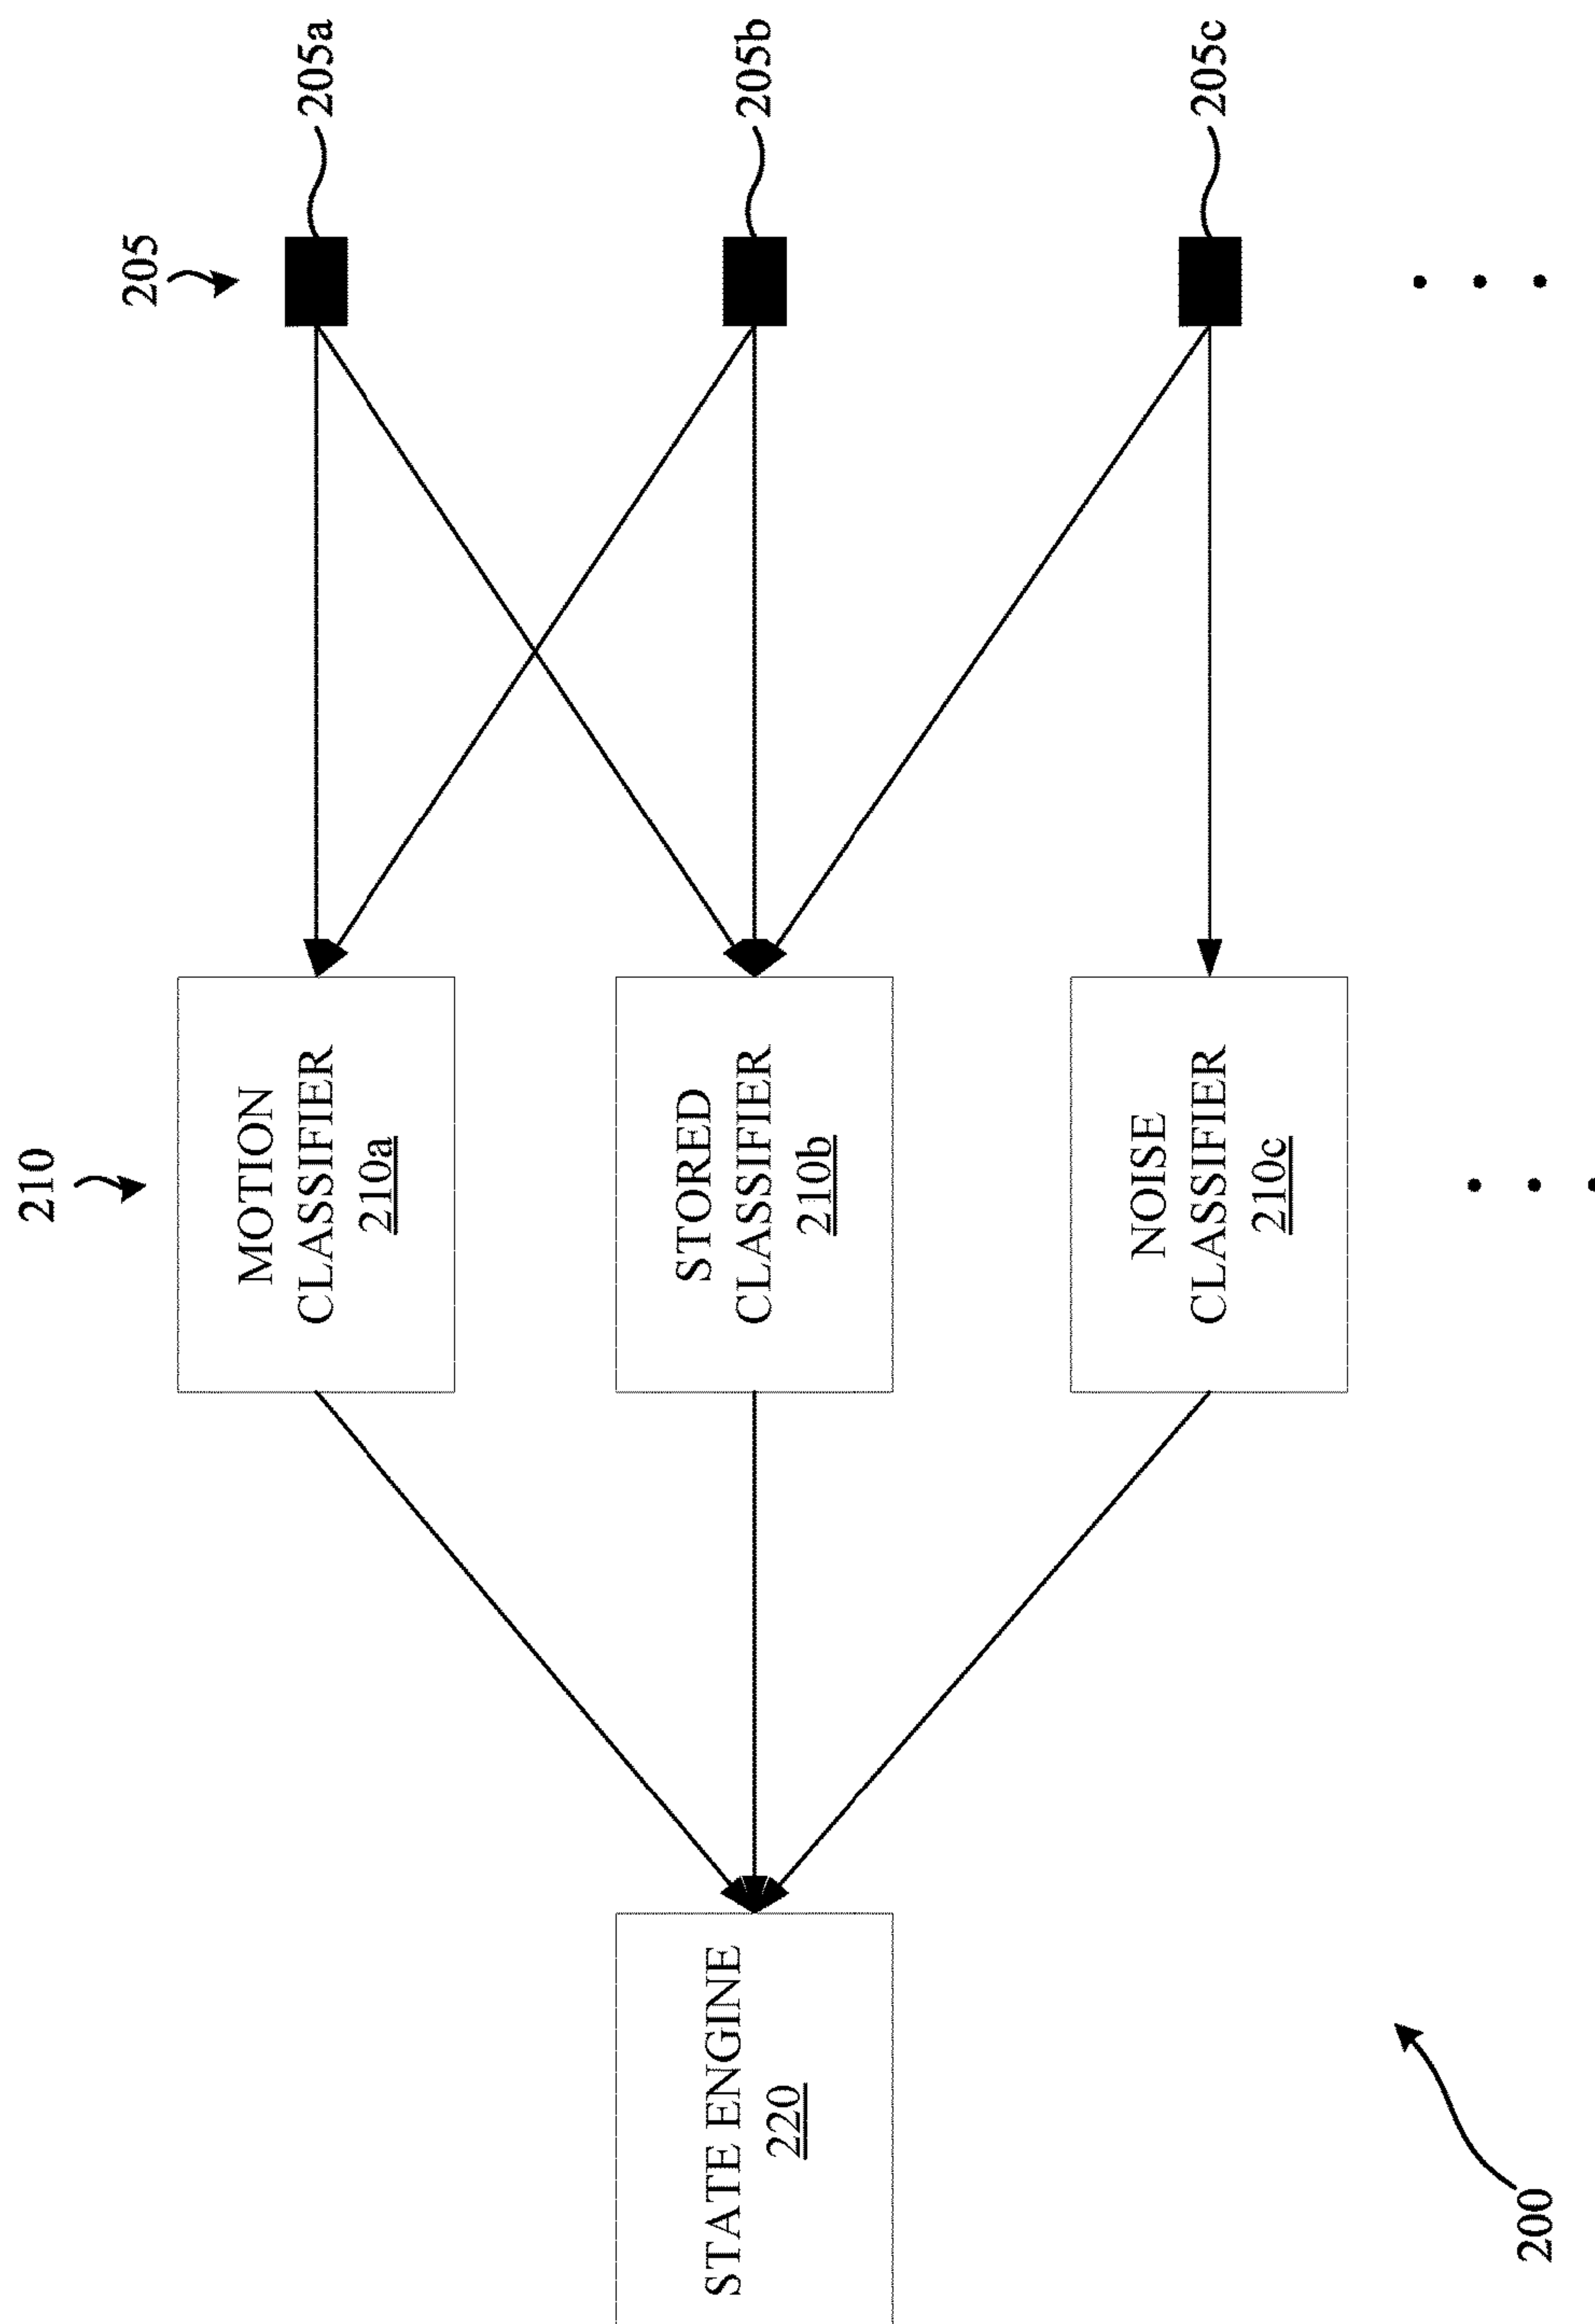 205
205a
205b
205c
210
MOTION
CLASSIFIER
210a
STORED
CLASSIFIER
210b
NOISE
CLASSIFIER
210c
STATE ENGINE
220
200